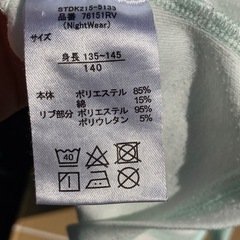 STDK215-5133
品番 76151RV
(NightWear)
サイズ
身長 135~145
140
本体 ポリエステル 85%
綿 15%
リブ部分 ポリエステル 95%
ポリウレタン 5%
40